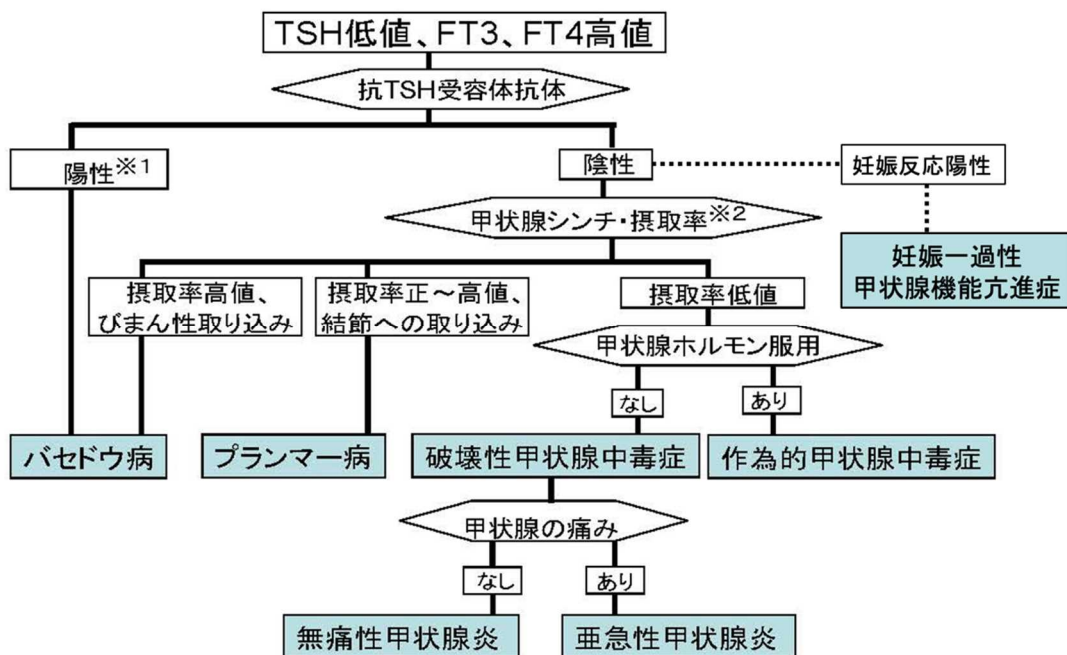 TSH低値、FT3、FT4高値
抗TSH受容体抗体
陽性※1
陰性
妊娠反応陽性
甲状腺シンチ・摂取率※2
妊娠一過性
甲状腺機能亢進症
摂取率高値、
びまん性取り込み
摂取率正～高値、
結節への取り込み
摂取率低値
甲状腺ホルモン服用
なし
あり
バセドウ病
プランマー病
破壊性甲状腺中毒症
作為的甲状腺中毒症
甲状腺の痛み
なし
あり
無痛性甲状腺炎
亜急性甲状腺炎